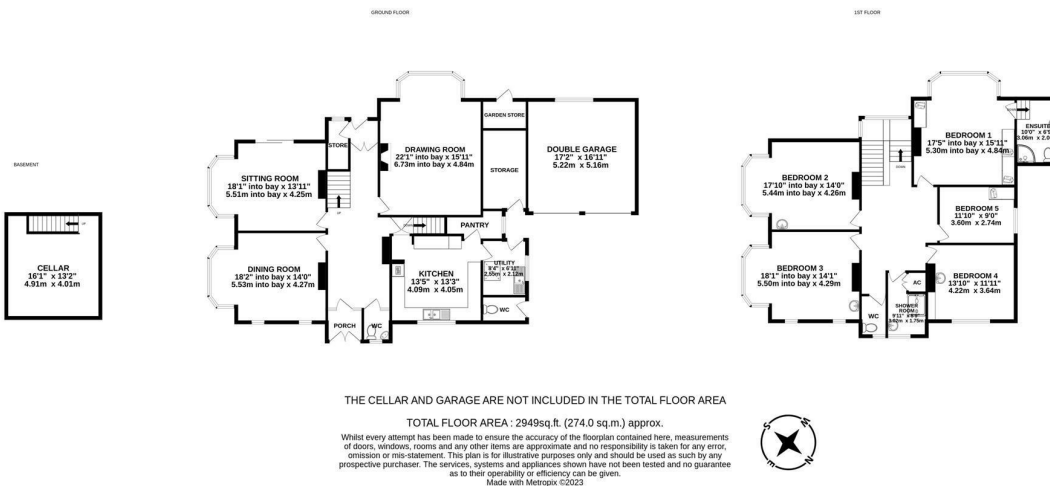 GROUND FLOOR
1ST FLOOR
BASEMENT
CELLAR
16'1" x 13'2"
4.91m x 4.01m
STORE
SITTING ROOM
18'1" into bay x 13'11"
5.51m into bay x 4.25m
DINING ROOM
18'2" into bay x 14'0"
5.53m into bay x 4.27m
UP
DRAWING ROOM
22'1" into bay x 15'11"
6.73m into bay x 4.84m
GARDEN STORE
STORAGE
DOUBLE GARAGE
17'2" x 16'11"
5.22m x 5.16m
PANTRY
KITCHEN
13'5" x 13'3"
4.09m x 4.05m
UTILITY
8'4" x 6'11"
2.55m x 2.12m
WC
PORCH
WC
BEDROOM 1
17'5" into bay x 15'11"
5.30m into bay x 4.84m
ENSUITE
BEDROOM 2
17'10" into bay x 14'0"
5.44m into bay x 4.26m
DOWN
BEDROOM 5
11'10" x 9'0"
3.60m x 2.74m
BEDROOM 3
18'1" into bay x 14'1"
5.50m into bay x 4.29m
BEDROOM 4
13'10" x 11'11"
4.22m x 3.64m
AC
SHOWER
ROOM
WC
THE CELLAR AND GARAGE ARE NOT INCLUDED IN THE TOTAL FLOOR AREA
TOTAL FLOOR AREA : 2949sq.ft. (274.0 sq.m.) approx.
Whilst every attempt has been made to ensure the accuracy of the floorplan contained here, measurements
of doors, windows, rooms and any other items are approximate and no responsibility is taken for any error,
omission or mis-statement. This plan is for illustrative purposes only and should be used as such by any
prospective purchaser. The services, systems and appliances shown have not been tested and no guarantee
as to their operability or efficiency can be given.
Made with Metropix ©2023
S
W
E
N